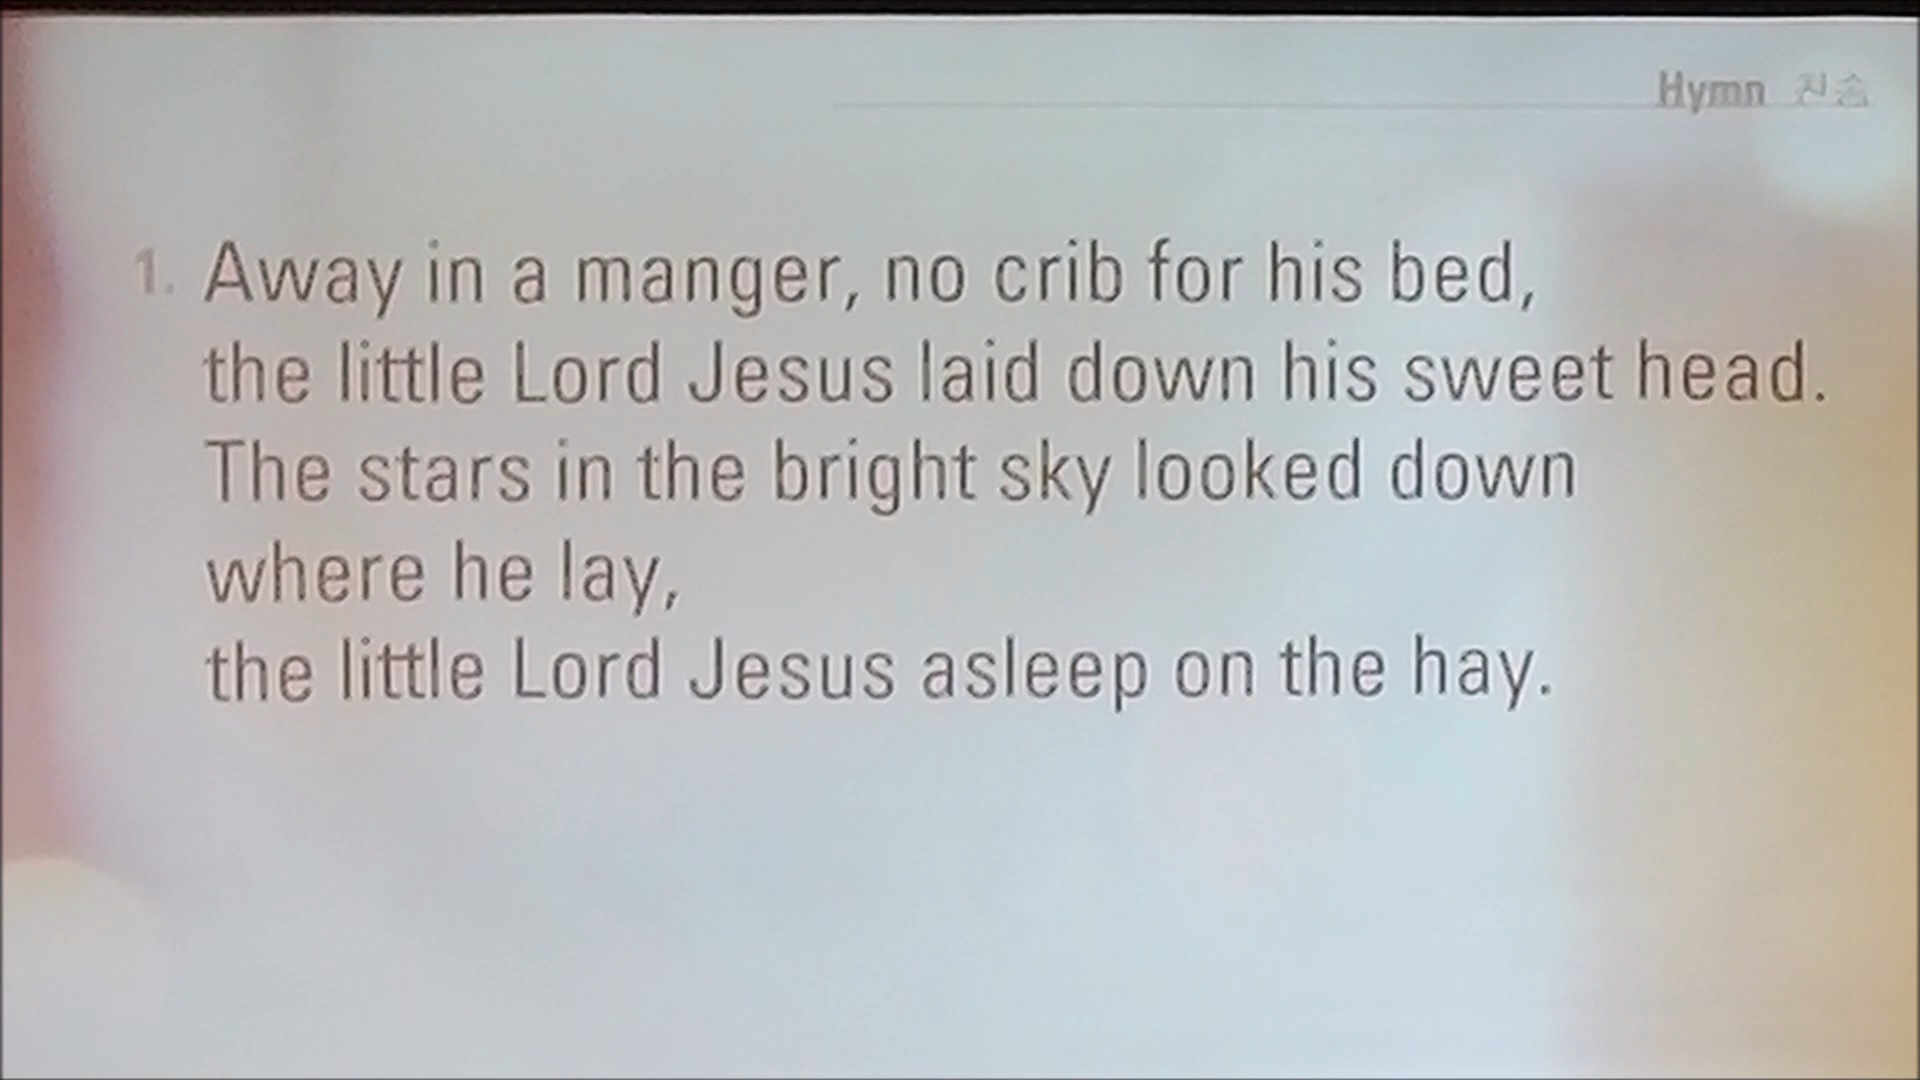 Hymn 찬송
1. Away in a manger, no crib for his bed,
the little Lord Jesus laid down his sweet head.
The stars in the bright sky looked down
where he lay,
the little Lord Jesus asleep on the hay.